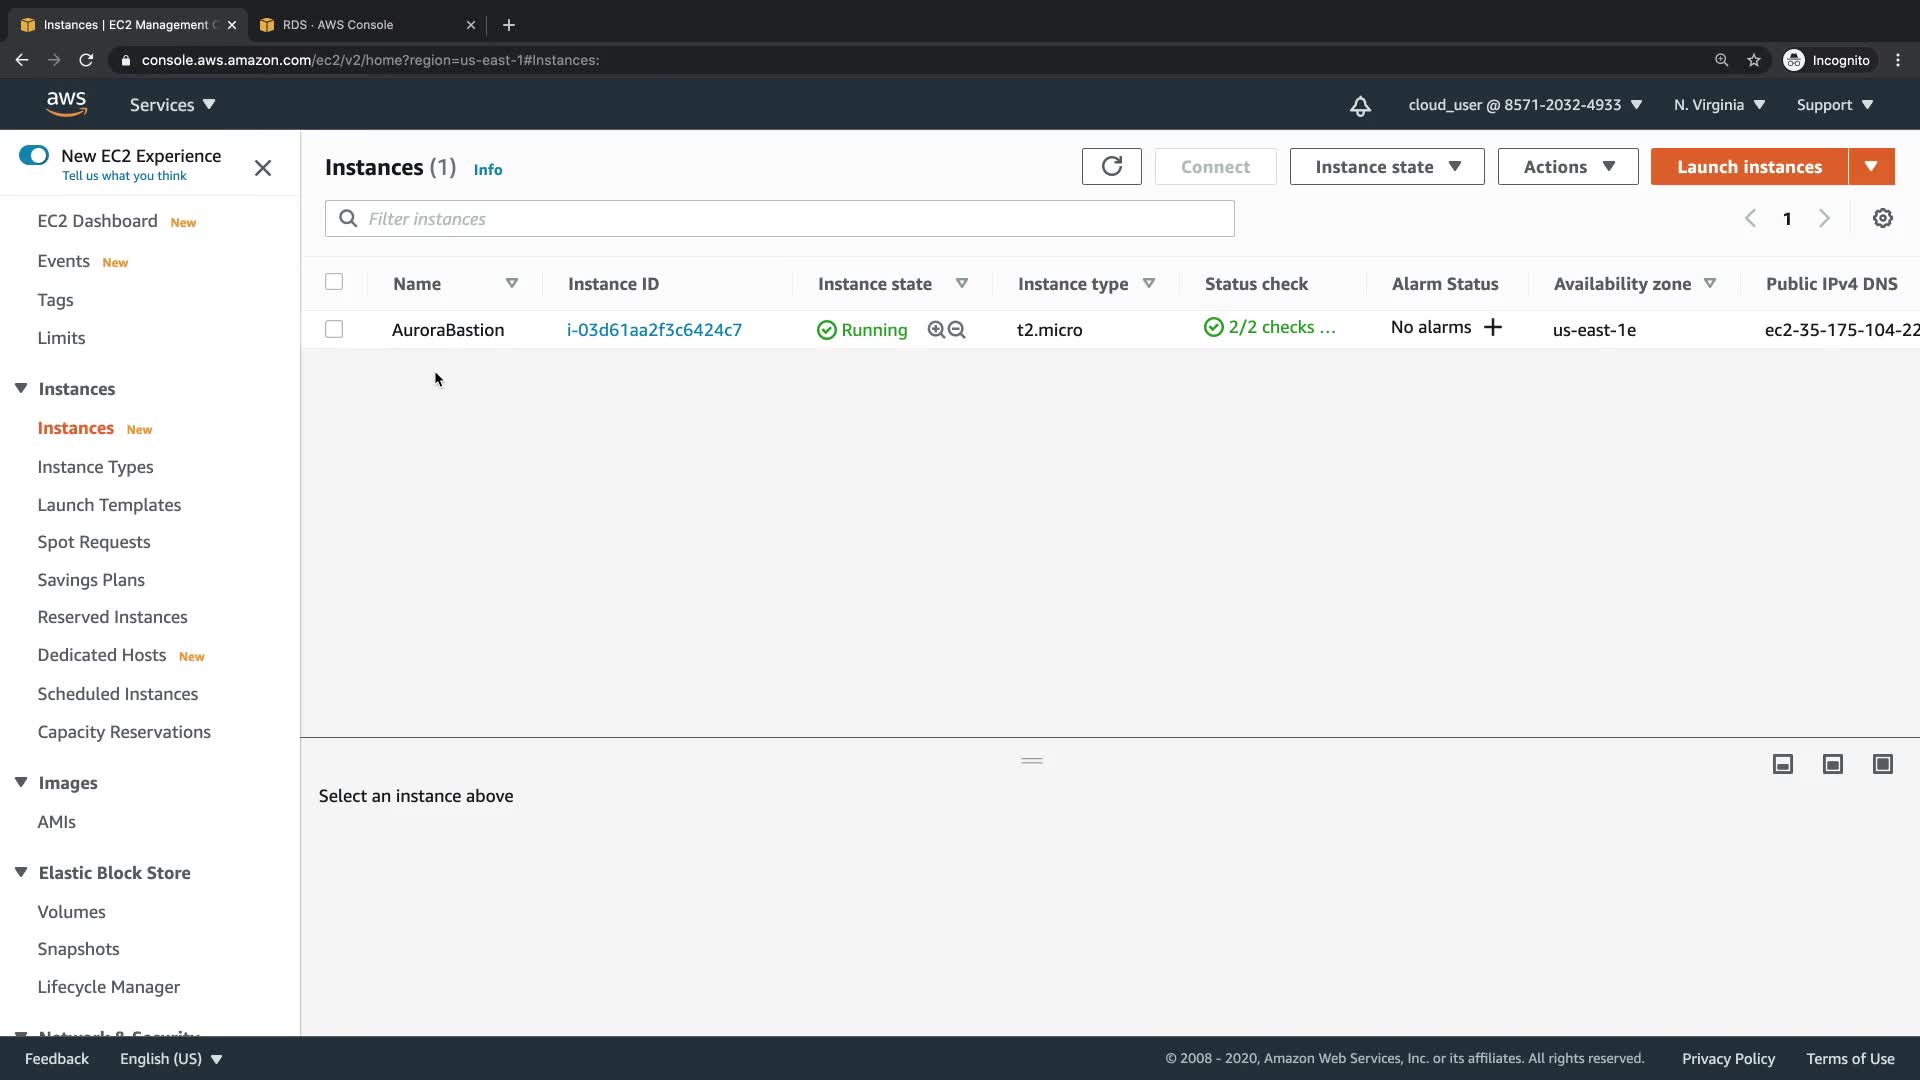 Instances | EC2 Management C
RDS · AWS Console
console.aws.amazon.com/ec2/v2/home?region=us-east-1#Instances:
Incognito
aws
Services
cloud_user @ 8571-2032-4933
N. Virginia
Support
New EC2 Experience
Tell us what you think
EC2 Dashboard New
Events New
Tags
Limits
Instances
Instances New
Instance Types
Launch Templates
Spot Requests
Savings Plans
Reserved Instances
Dedicated Hosts New
Scheduled Instances
Capacity Reservations
Images
AMIs
Elastic Block Store
Volumes
Snapshots
Lifecycle Manager
Network & Security
Instances (1) Info
Connect
Instance state
Actions
Launch instances
Filter instances
1
Name Instance ID Instance state Instance type Status check Alarm Status Availability zone Public IPv4 DNS
AuroraBastion i-03d61aa2f3c6424c7 Running t2.micro 2/2 checks ... No alarms + us-east-1e ec2-35-175-104-22
Select an instance above
Feedback
English (US)
© 2008 - 2020, Amazon Web Services, Inc. or its affiliates. All rights reserved.
Privacy Policy
Terms of Use